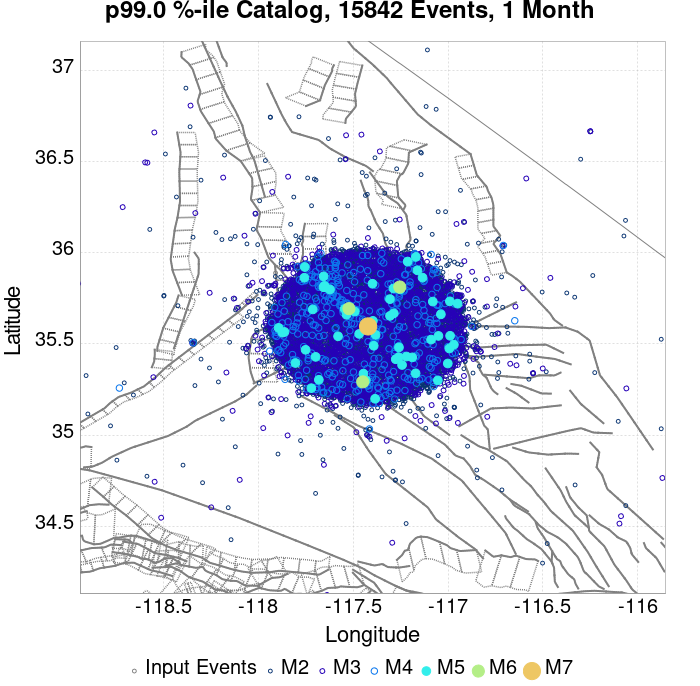 p99.0 %-ile Catalog, 15842 Events, 1 Month
37
36.5
36
35.5
35
34.5
Latitude
-118.5 -118 -117.5 -117 -116.5 -116
Longitude
Input Events M2 M3 M4 M5 M6 M7